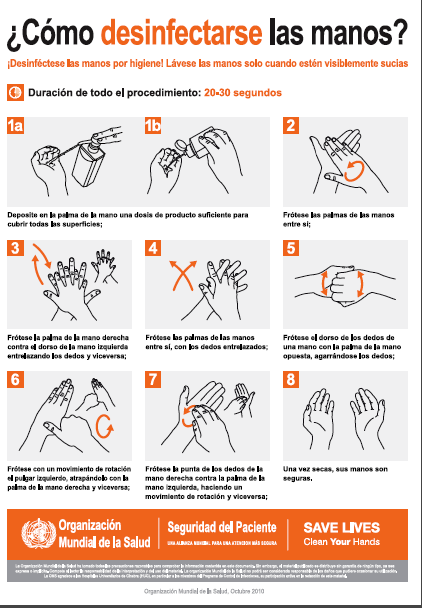 ¿Cómo desinfectarse las manos?
¡Desinféctese las manos por higiene! Lávese las manos solo cuando estén visiblemente sucias
Duración de todo el procedimiento: 20-30 segundos
1a
1b
2
Deposite en la palma de la mano una dosis de producto suficiente para
cubrir todas las superficies;
Frótese las palmas de las manos
entre sí;
3
4
5
Frótese la palma de la mano derecha
contra el dorso de la mano izquierda
entrelazando los dedos y viceversa;
Frótese las palmas de las manos
entre sí, con los dedos entrelazados;
Frótese el dorso de los dedos de
una mano con la palma de la mano
opuesta, agarrándose los dedos;
6
7
8
Frótese con un movimiento de rotación
el pulgar izquierdo, atrapándolo con la
palma de la mano derecha y viceversa;
Frótese la punta de los dedos de la
mano derecha contra la palma de la
mano izquierda, haciendo un
movimiento de rotación y viceversa;
Una vez secas, sus manos son
seguras.
Organización
Mundial de la Salud
Seguridad del Paciente
UNA ALIANZA MUNDIAL PARA UNA ATENCIÓN MÁS SEGURA
SAVE LIVES
Clean Your Hands
Organización Mundial de la Salud, Octubre 2010